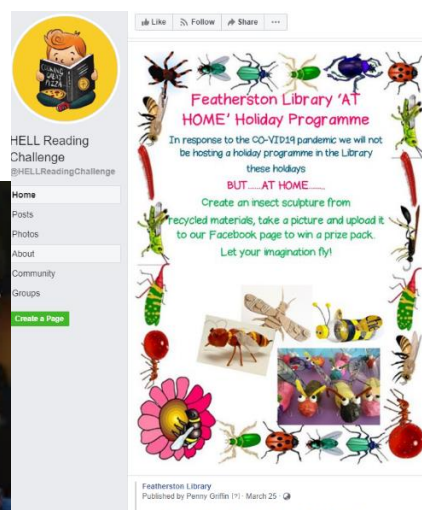 Like Follow Share ...
COOKING
WITH
PIZZA
HELL Reading
Challenge
@HELLReadingChallenge
Home
Posts
Photos
About
Community
Groups
Create a Page
Featherston Library 'AT
HOME' Holiday Programme
In response to the CO-VID19 pandemic we will not
be hosting a holiday programme in the Library
these holidays
BUT......AT HOME.......
Create an insect sculpture from
recycled materials, take a picture and upload it
to our Facebook page to win a prize pack.
Let your imagination fly!
Featherston Library
Published by Penny Griffin [?] · March 25 ·